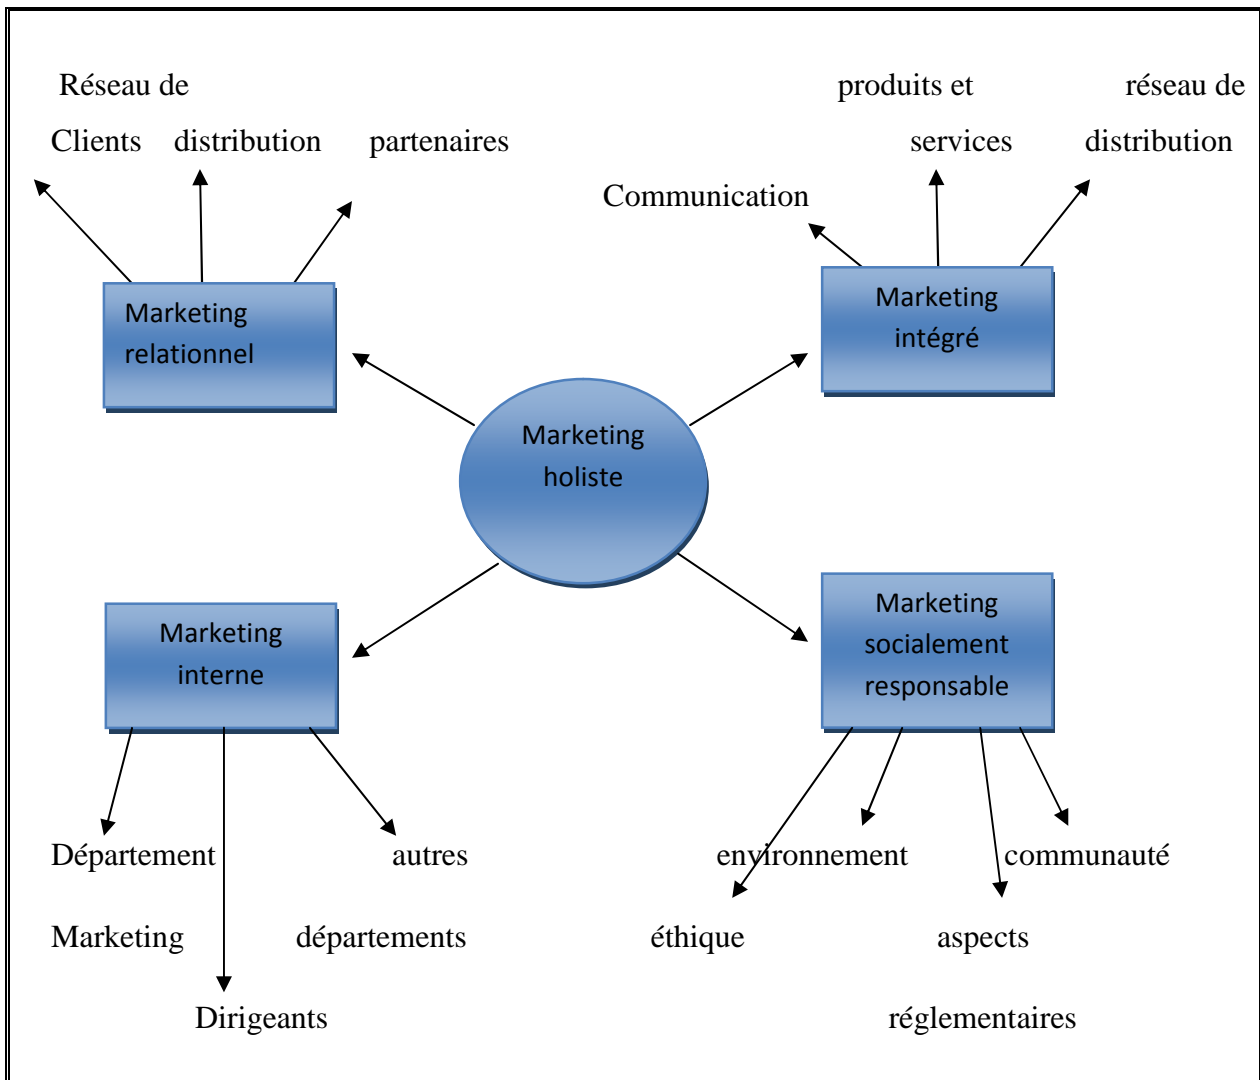 Réseau de
Clients distribution partenaires
produits et
services
réseau de
distribution
Communication
Marketing
relationnel
Marketing
intégré
Marketing
holiste
Marketing
interne
Marketing
socialement
responsable
Département
Marketing
autres
départements
Dirigeants
environnement
communauté
éthique
aspects
réglementaires